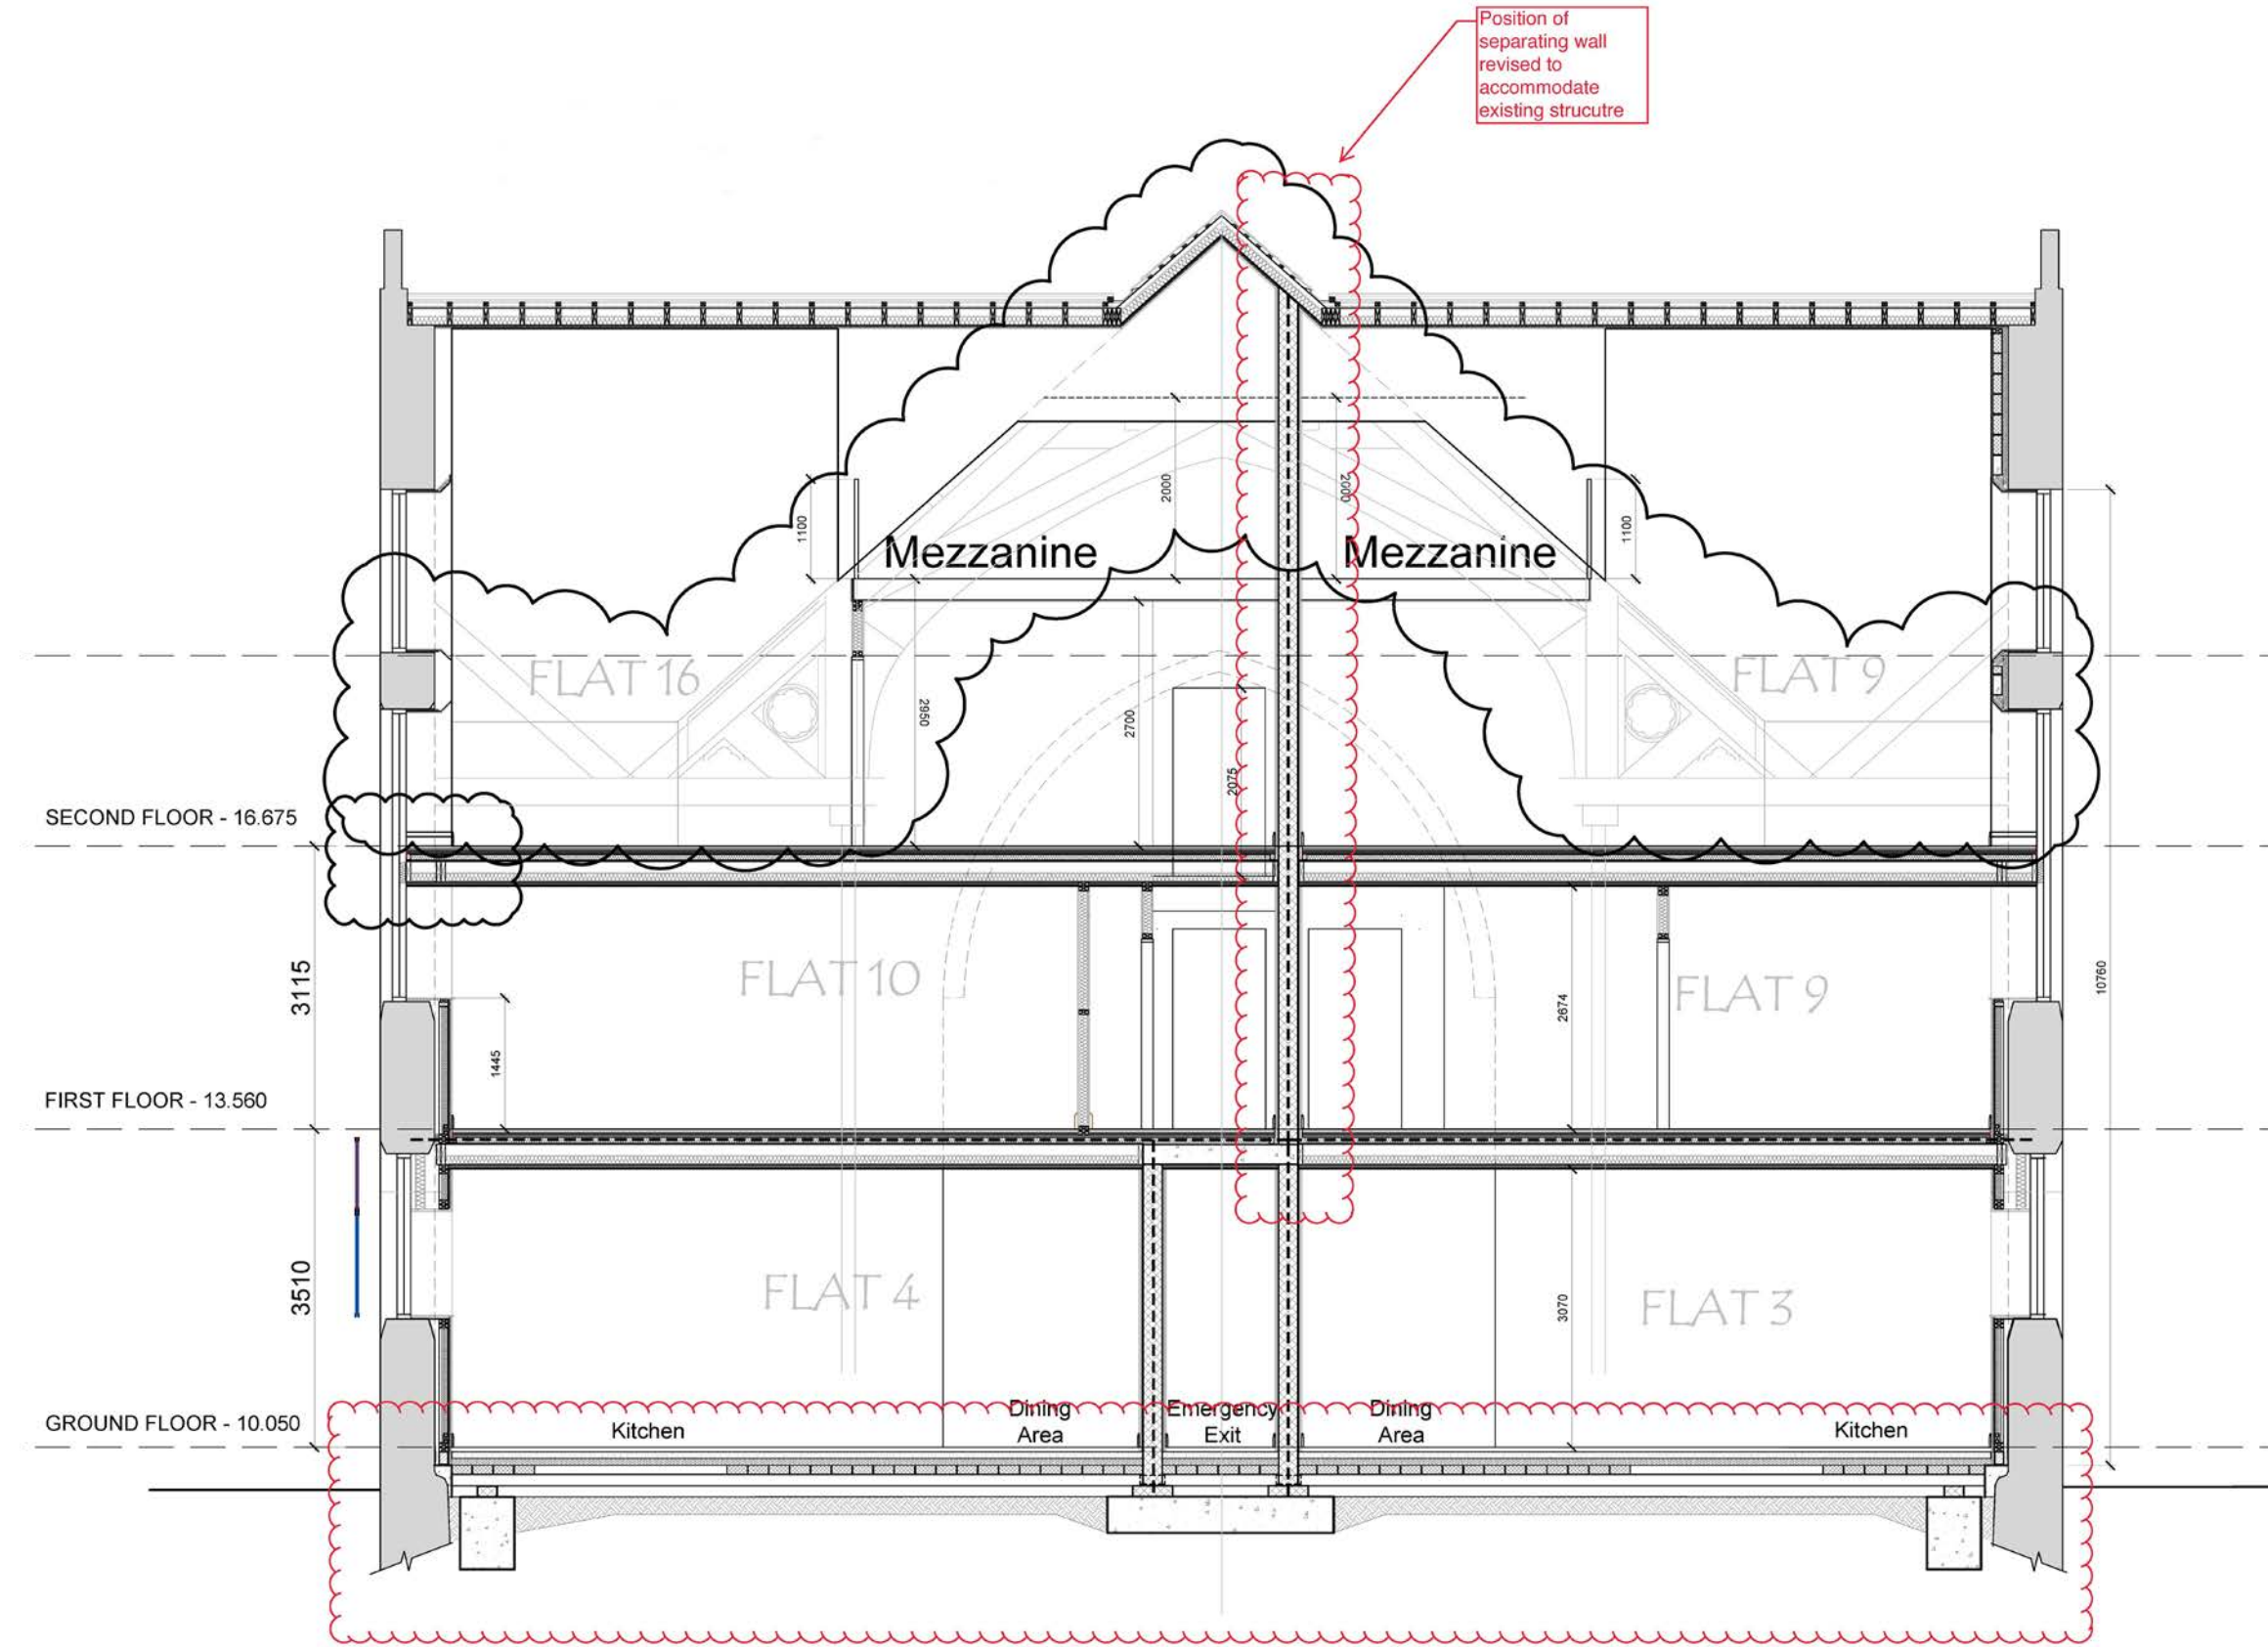 Position of
separating wall
revised to
accommodate
existing strucutre
2000
2000
1100
1100
Mezzanine
Mezzanine
FLAT 16
FLAT 9
2950
2700
2075
SECOND FLOOR - 16.675
3115
FLAT 10
FLAT 9
2674
10760
1445
FIRST FLOOR - 13.560
3510
FLAT 4
FLAT 3
3070
GROUND FLOOR - 10.050
Kitchen
Dining
Area
Emergency
Exit
Dining
Area
Kitchen